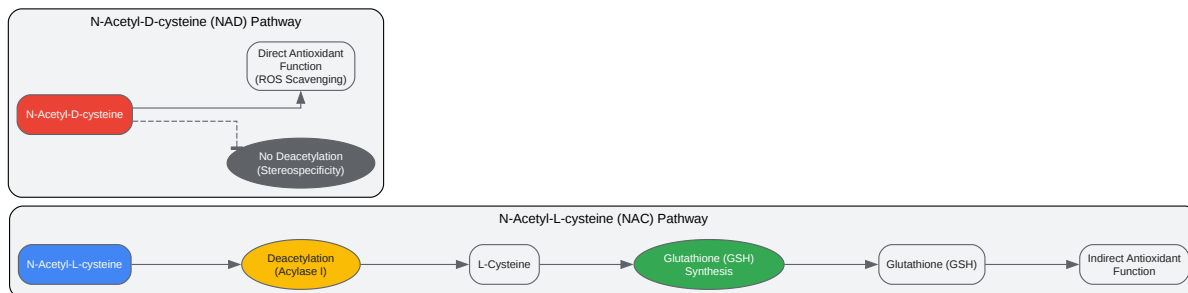 N-Acetyl-D-cysteine (NAD) Pathway
Direct Antioxidant
Function
(ROS Scavenging)
N-Acetyl-D-cysteine
No Deacetylation
(Stereospecificity)
N-Acetyl-L-cysteine (NAC) Pathway
N-Acetyl-L-cysteine
Deacetylation
(Acylase I)
L-Cysteine
Glutathione (GSH)
Synthesis
Glutathione (GSH)
Indirect Antioxidant
Function